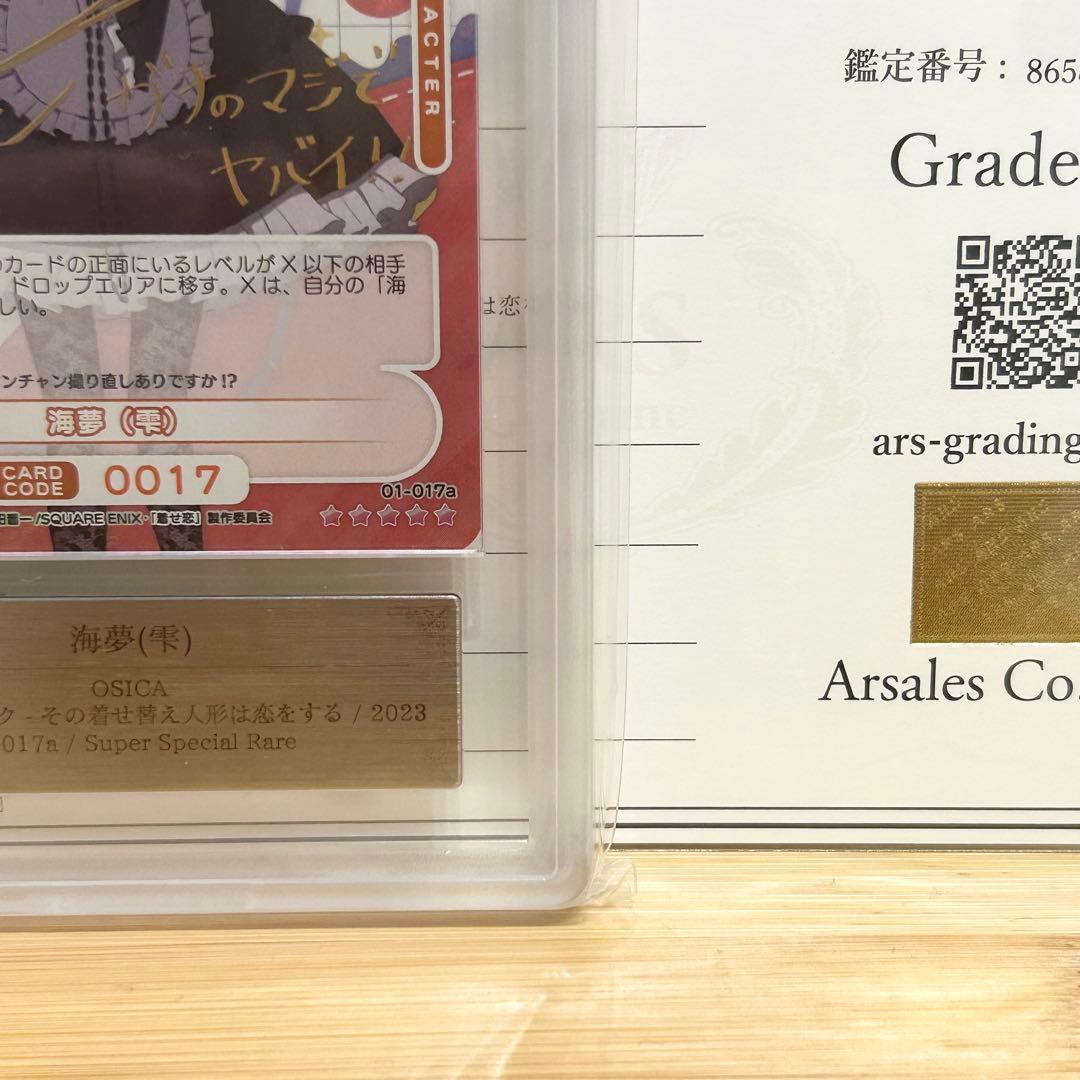 ACTER
ガチのマジで
ヤバイ!!
カードの正面にいるレベルがX以下の相手
ドロップエリアに移す。Xは、自分の「海
しい。
ンチャン撮り直しありですか!?
海夢(雫)
CARD
CODE
0017
01-017a
/SQUARE ENIX・「着せ恋」製作委員会
海夢(雫)
OSICA
ク - その着せ替え人形は恋をする / 2023
017a / Super Special Rare
は恋
鑑定番号: 865
Grade
ars-grading
Arsales Co.